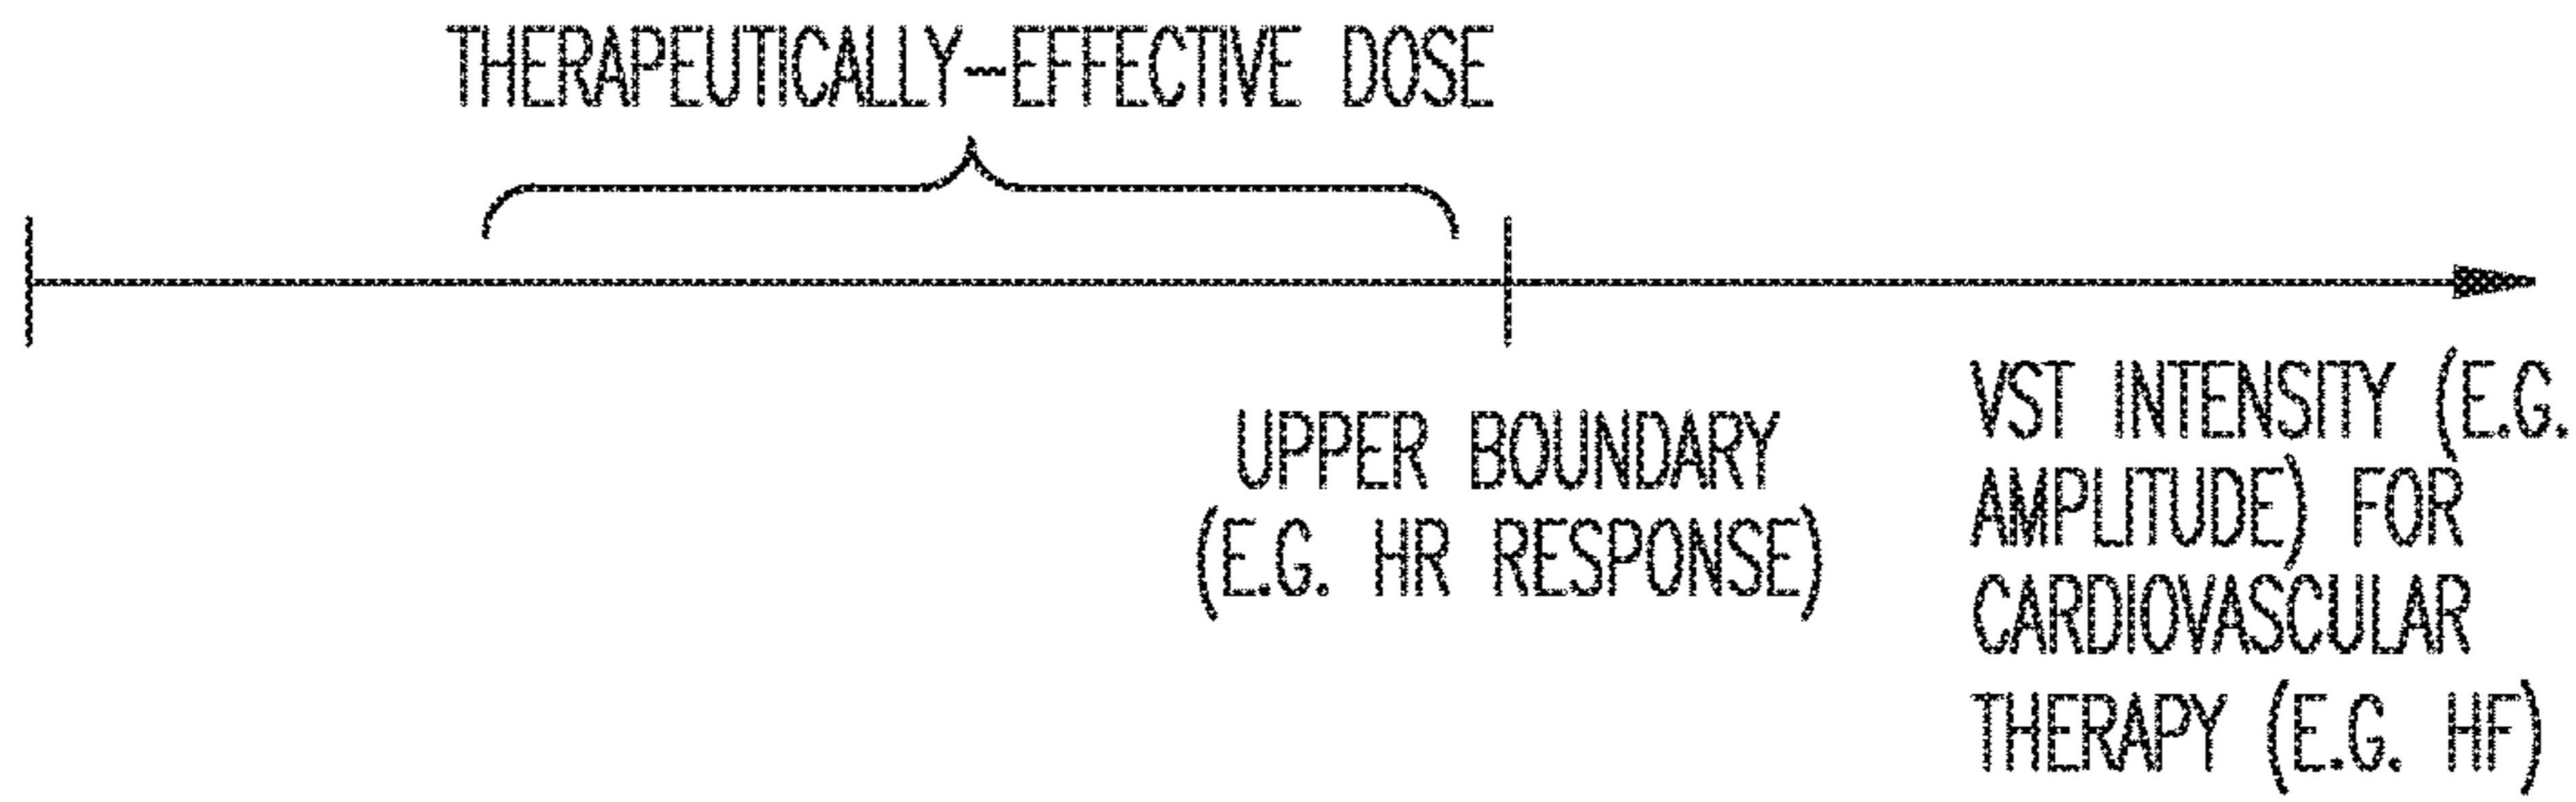 THERAPEUTICALLY-EFFECTIVE DOSE
UPPER BOUNDARY
(E.G. HR RESPONSE)
VST INTENSITY (E.G.
AMPLITUDE) FOR
CARDIOVASCULAR
THERAPY (E.G. HF)